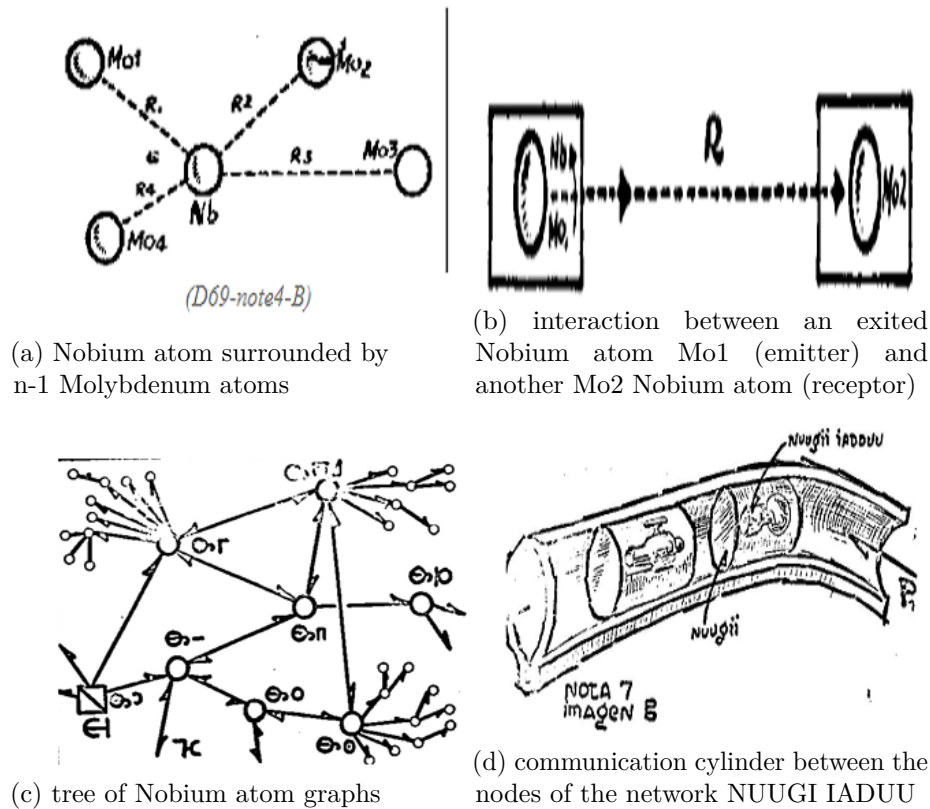 Mo1
Mo2
R1
R2
Mo3
R3
G
R4
Nb
Mo4
(D69-note4-B)
R
Nb
Mo1
Mo2
(a) Nobium atom surrounded by
n-1 Molybdenum atoms
(b) interaction between an exited
Nobium atom Mo1 (emitter) and
another Mo2 Nobium atom (receptor)
NUUGII IADDUU
NUUGII
NOTA 7
IMAGEN 8
(c) tree of Nobium atom graphs
(d) communication cylinder between the
nodes of the network NUUGI IADUU